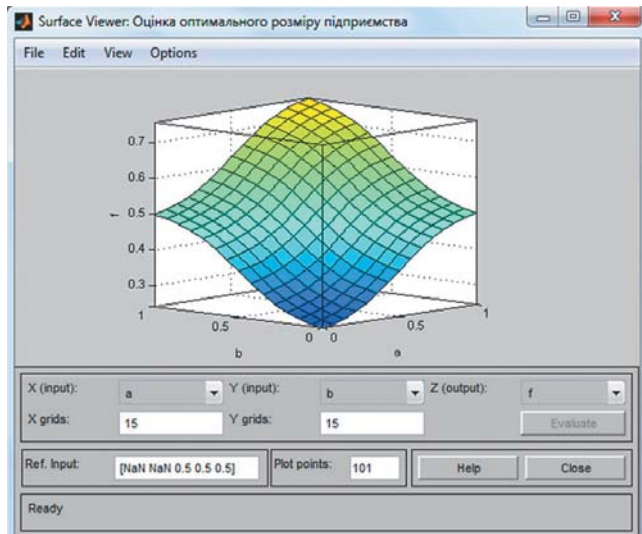 Surface Viewer: Оцінка оптимального розміру підприємства
File Edit View Options
0.7
0.6
0.5
0.4
0.3
f
1
0.5
0
b
0
0.5
1
a
X (input): a Y (input): b Z (output): f
X grids: 15 Y grids: 15 Evaluate
Ref. Input: [NaN NaN 0.5 0.5 0.5] Plot points: 101 Help Close
Ready